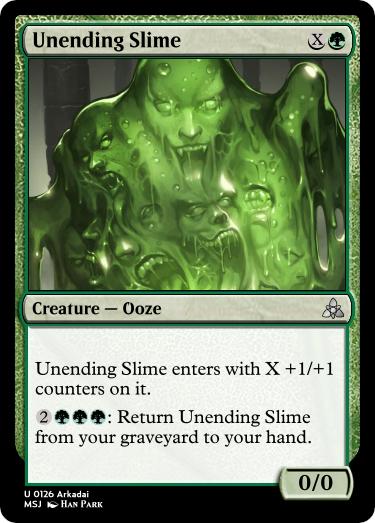 Unending Slime X
Creature — Ooze
Unending Slime enters with X +1/+1
counters on it.
2: Return Unending Slime
from your graveyard to your hand.
0/0
U 0126 Arkadai
MSJ Han Park